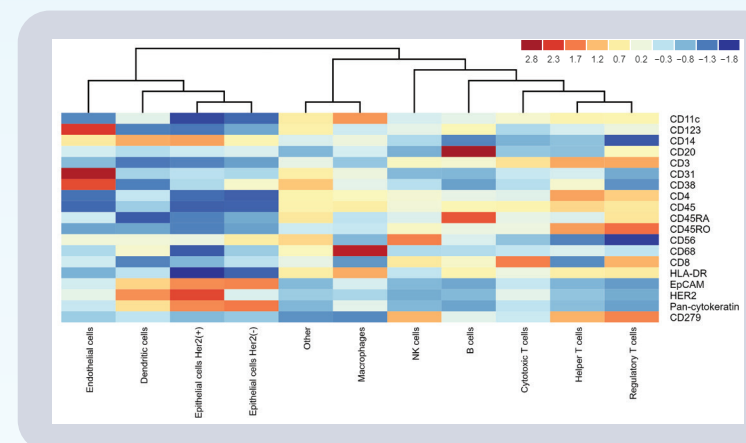 2.8 2.3 1.7 1.2 0.7 0.2 −0.3 −0.8 −1.3 −1.8
CD11c
CD123
CD14
CD20
CD3
CD31
CD38
CD4
CD45
CD45RA
CD45RO
CD56
CD68
CD8
HLA-DR
EpCAM
HER2
Pan-cytokeratin
CD279
Endothelial cells
Dendritic cells
Epithelial cells Her2(+)
Epithelial cells Her2(-)
Other
Macrophages
NK cells
B cells
Cytotoxic T cells
Helper T cells
Regulatory T cells